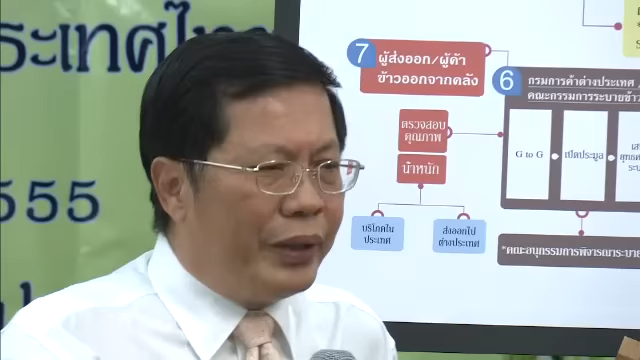 ระเทศไทย
555
7
ผู้ส่งออก/ผู้ค้า
ข้าวออกจากคลัง
6
กรมการค้าต่างประเทศ /
คณะกรรมการระบายข้าว
ตรวจสอบ
คุณภาพ
น้ำหนัก
G to G
เปิดประมูล
บริโภคใน
ประเทศ
ส่งออกไป
ต่างประเทศ
*คณะอนุกรรมการพิจารณาระบาย